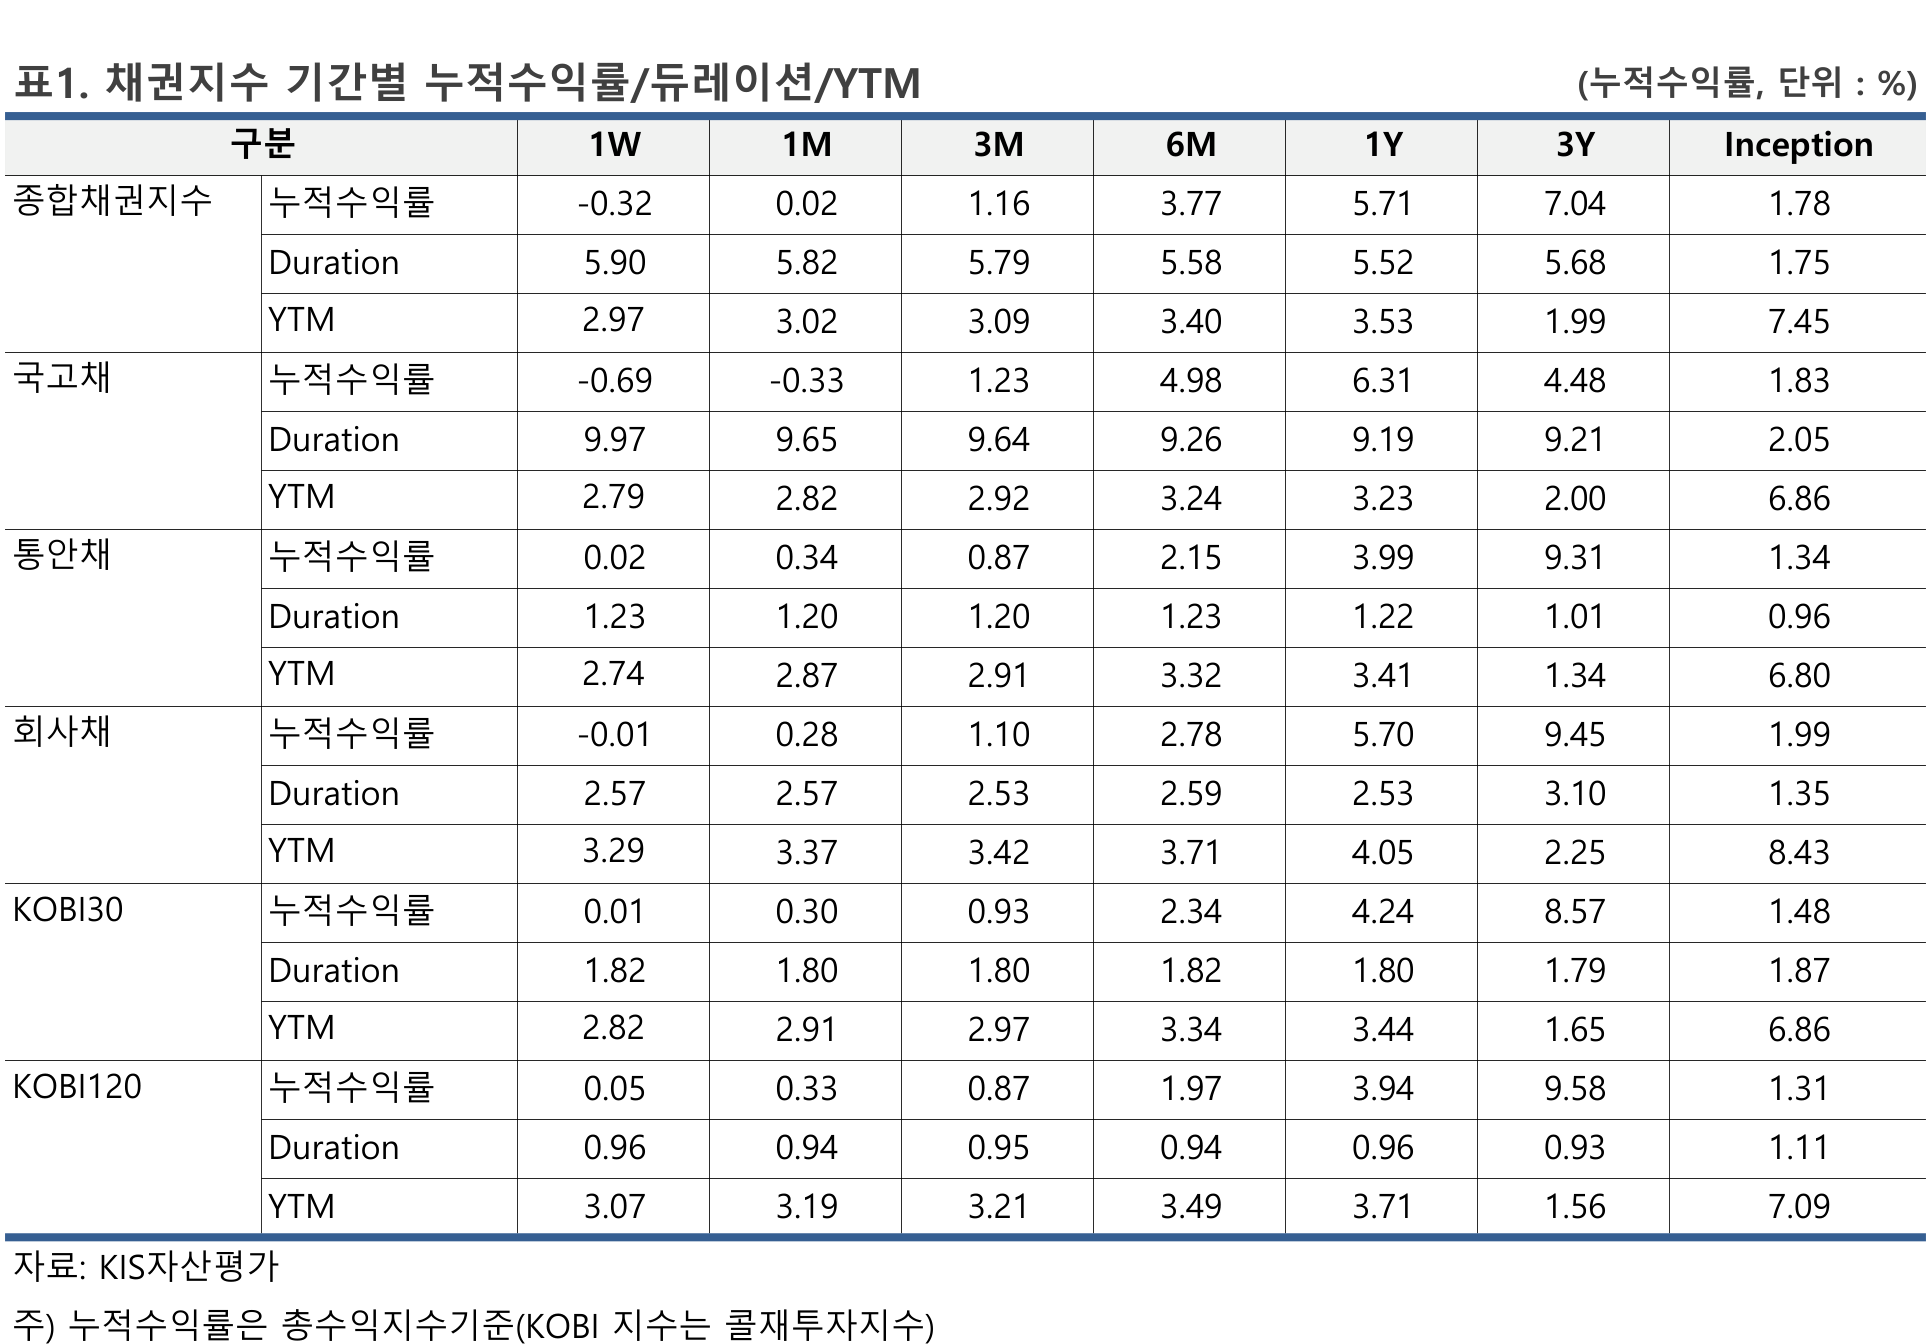 표1. 채권지수 기간별 누적수익률/듀레이션/YTM (누적수익률, 단위 : %)
구분 1W 1M 3M 6M 1Y 3Y Inception
종합채권지수 누적수익률 -0.32 0.02 1.16 3.77 5.71 7.04 1.78
Duration 5.90 5.82 5.79 5.58 5.52 5.68 1.75
YTM 2.97 3.02 3.09 3.40 3.53 1.99 7.45
국고채 누적수익률 -0.69 -0.33 1.23 4.98 6.31 4.48 1.83
Duration 9.97 9.65 9.64 9.26 9.19 9.21 2.05
YTM 2.79 2.82 2.92 3.24 3.23 2.00 6.86
통안채 누적수익률 0.02 0.34 0.87 2.15 3.99 9.31 1.34
Duration 1.23 1.20 1.20 1.23 1.22 1.01 0.96
YTM 2.74 2.87 2.91 3.32 3.41 1.34 6.80
회사채 누적수익률 -0.01 0.28 1.10 2.78 5.70 9.45 1.99
Duration 2.57 2.57 2.53 2.59 2.53 3.10 1.35
YTM 3.29 3.37 3.42 3.71 4.05 2.25 8.43
KOBI30 누적수익률 0.01 0.30 0.93 2.34 4.24 8.57 1.48
Duration 1.82 1.80 1.80 1.82 1.80 1.79 1.87
YTM 2.82 2.91 2.97 3.34 3.44 1.65 6.86
KOBI120 누적수익률 0.05 0.33 0.87 1.97 3.94 9.58 1.31
Duration 0.96 0.94 0.95 0.94 0.96 0.93 1.11
YTM 3.07 3.19 3.21 3.49 3.71 1.56 7.09
자료: KIS자산평가
주) 누적수익률은 총수익지수기준(KOBI 지수는 콜재투자지수)